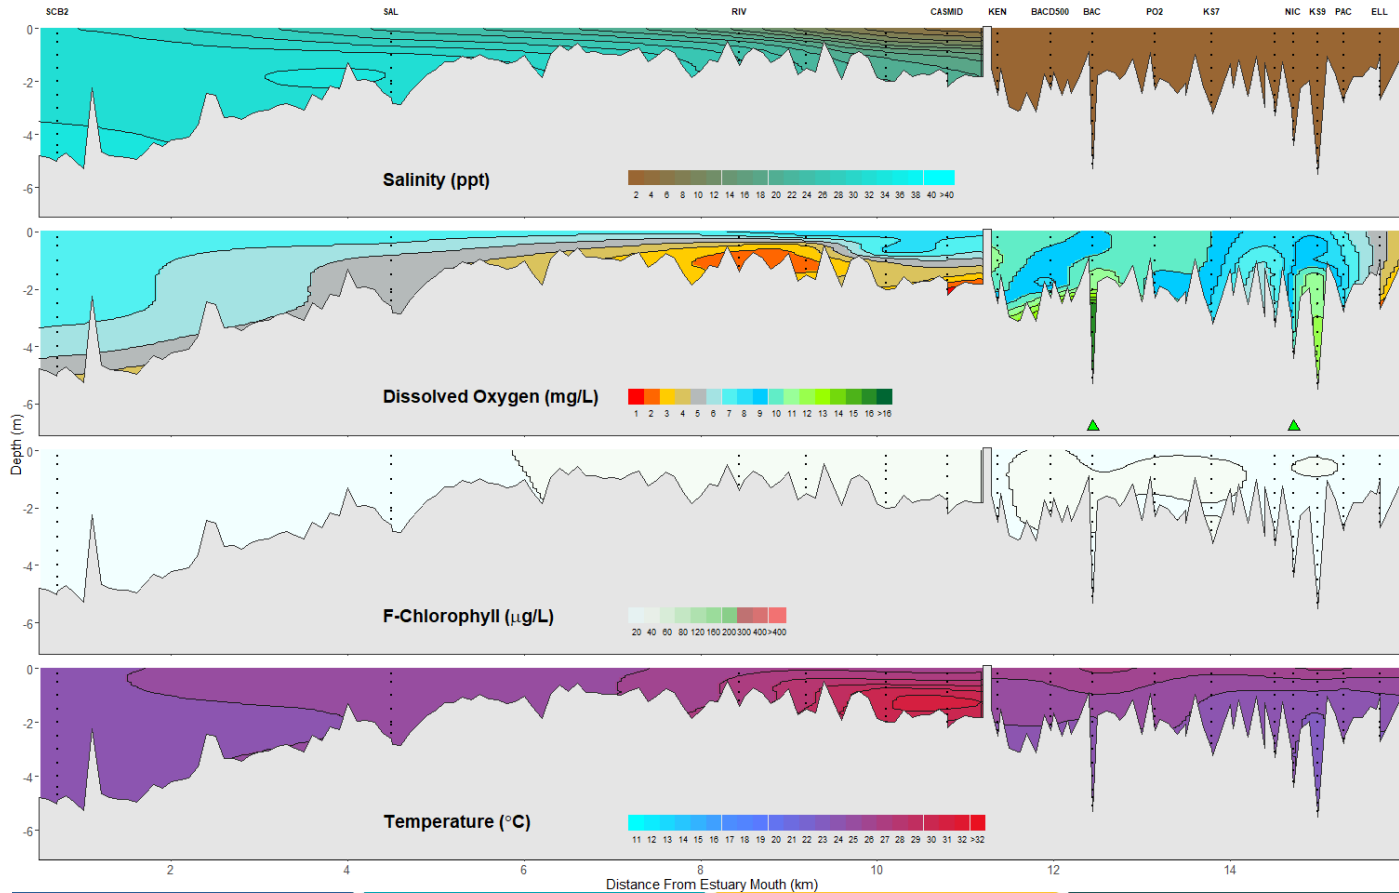 SCB2 SAL RIV CASMID KEN BACD500 BAC PO2 KS7 NIC KS9 PAC ELL
0
-2
-4
-6
Salinity (ppt)
2 4 6 8 10 12 14 16 18 20 22 24 26 28 30 32 34 36 38 40 >40
0
-2
-4
-6
Dissolved Oxygen (mg/L)
1 2 3 4 5 6 7 8 9 10 11 12 13 14 15 16 >16
Depth (m)
0
-2
-4
-6
F-Chlorophyll (μg/L)
20 40 60 80 120 160 200 300 400 >400
0
-2
-4
-6
Temperature (°C)
11 12 13 14 15 16 17 18 19 20 21 22 23 24 25 26 27 28 29 30 31 32 >32
2 4 6 8 10 12 14
Distance From Estuary Mouth (km)